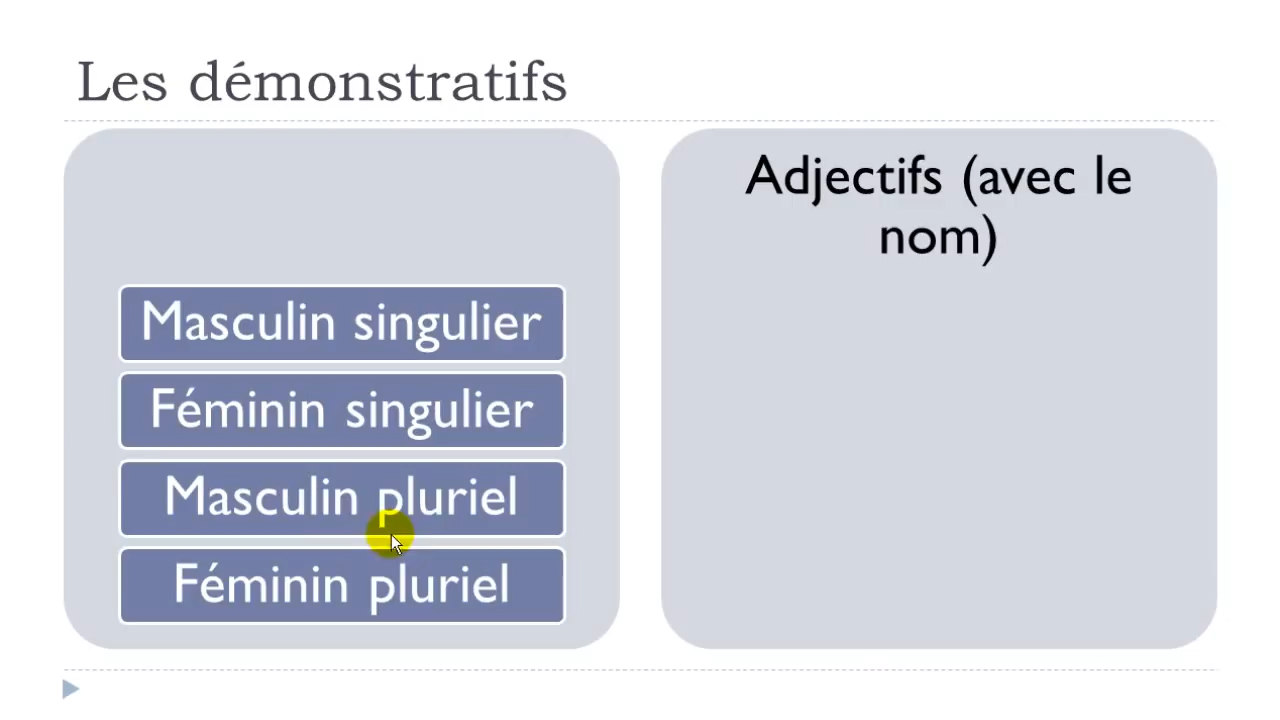 Les démonstratifs
Masculin singulier
Féminin singulier
Masculin pluriel
Féminin pluriel
Adjectifs (avec le
nom)